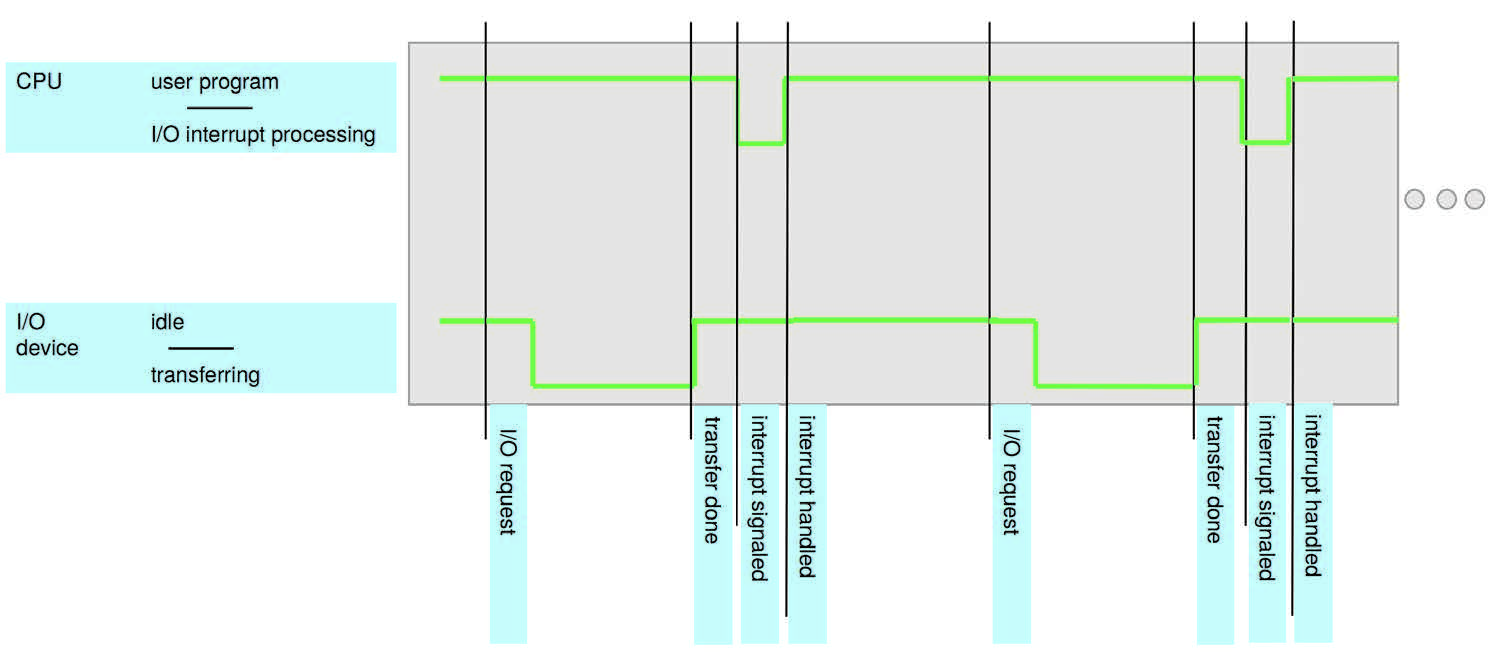 CPU
user program
I/O interrupt processing
I/O
device
idle
transferring
I/O request
transfer done
interrupt signaled
interrupt handled
I/O request
transfer done
interrupt signaled
interrupt handled